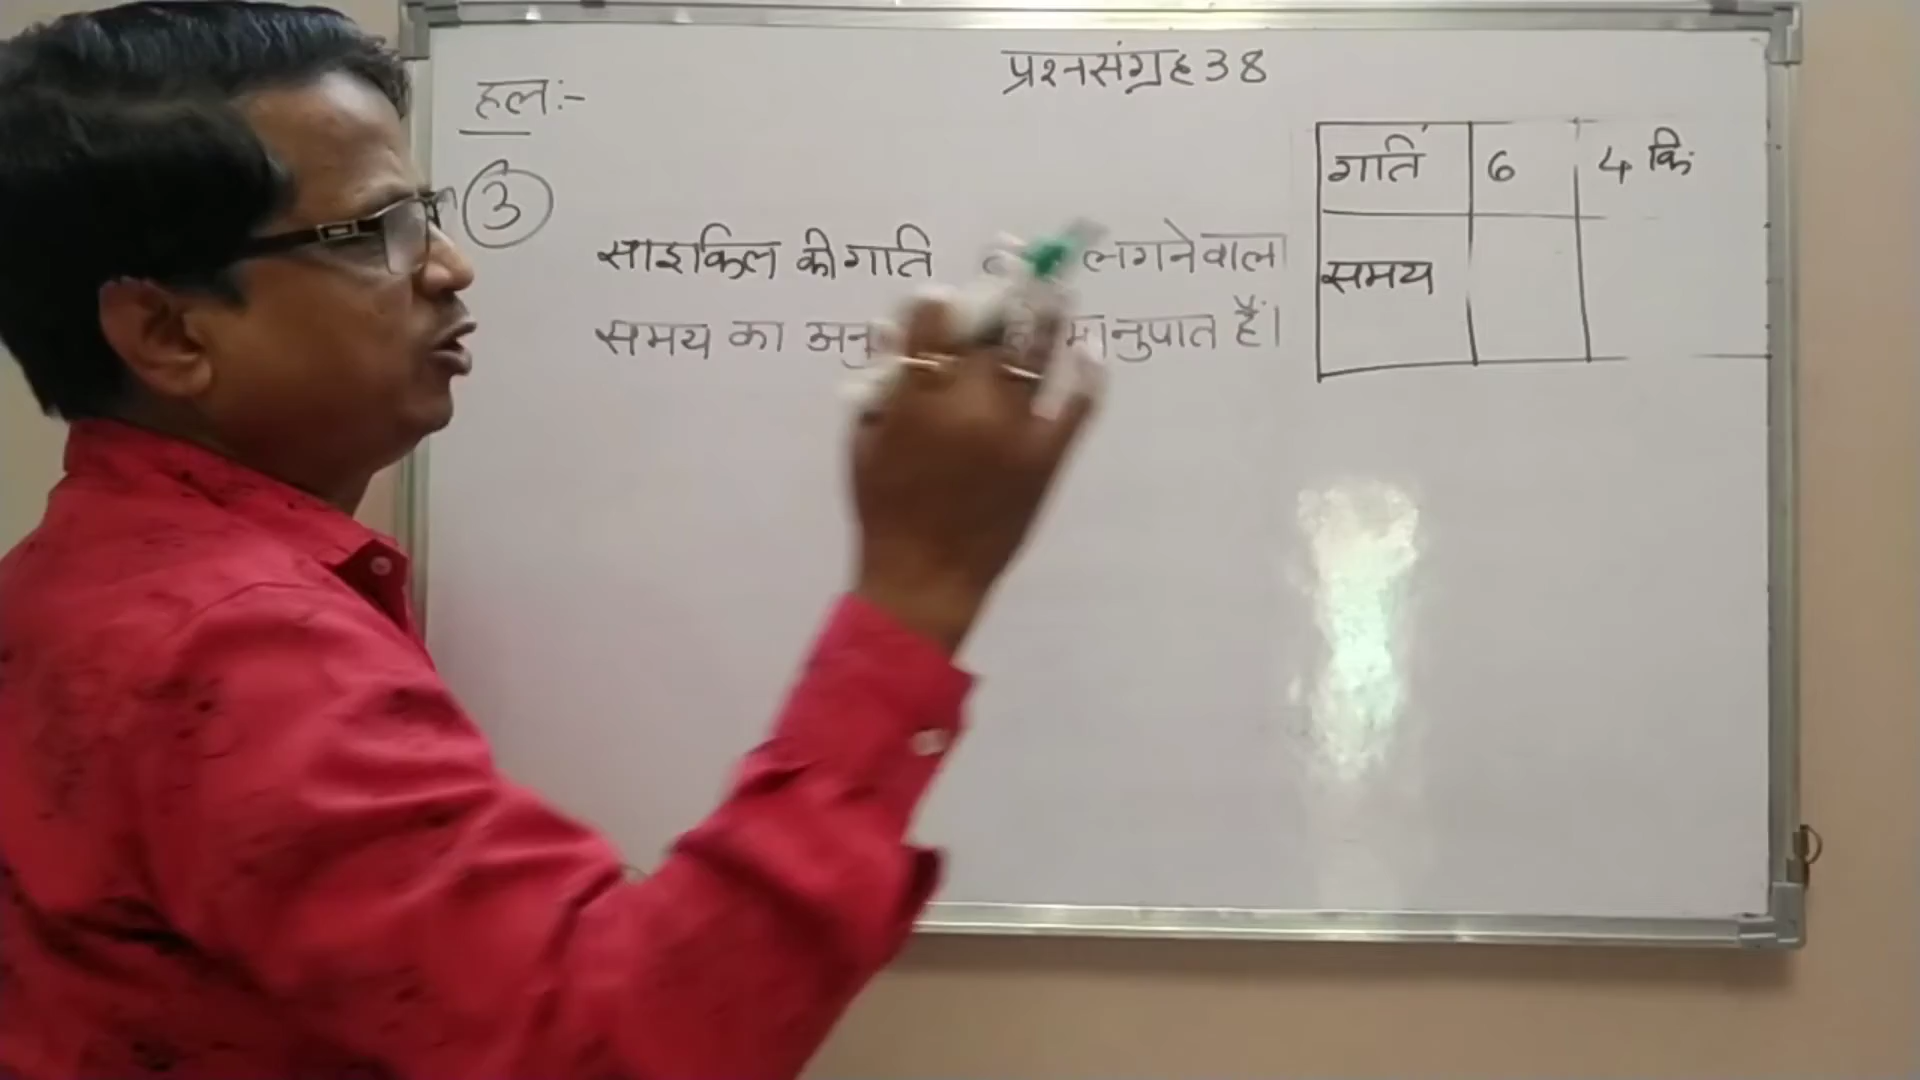 प्रश्नसंग्रह 38
हल:-
3
साइकिल की गति लगनेवाला
समय का मानुपात हैं।
गति 6 4 कि
समय